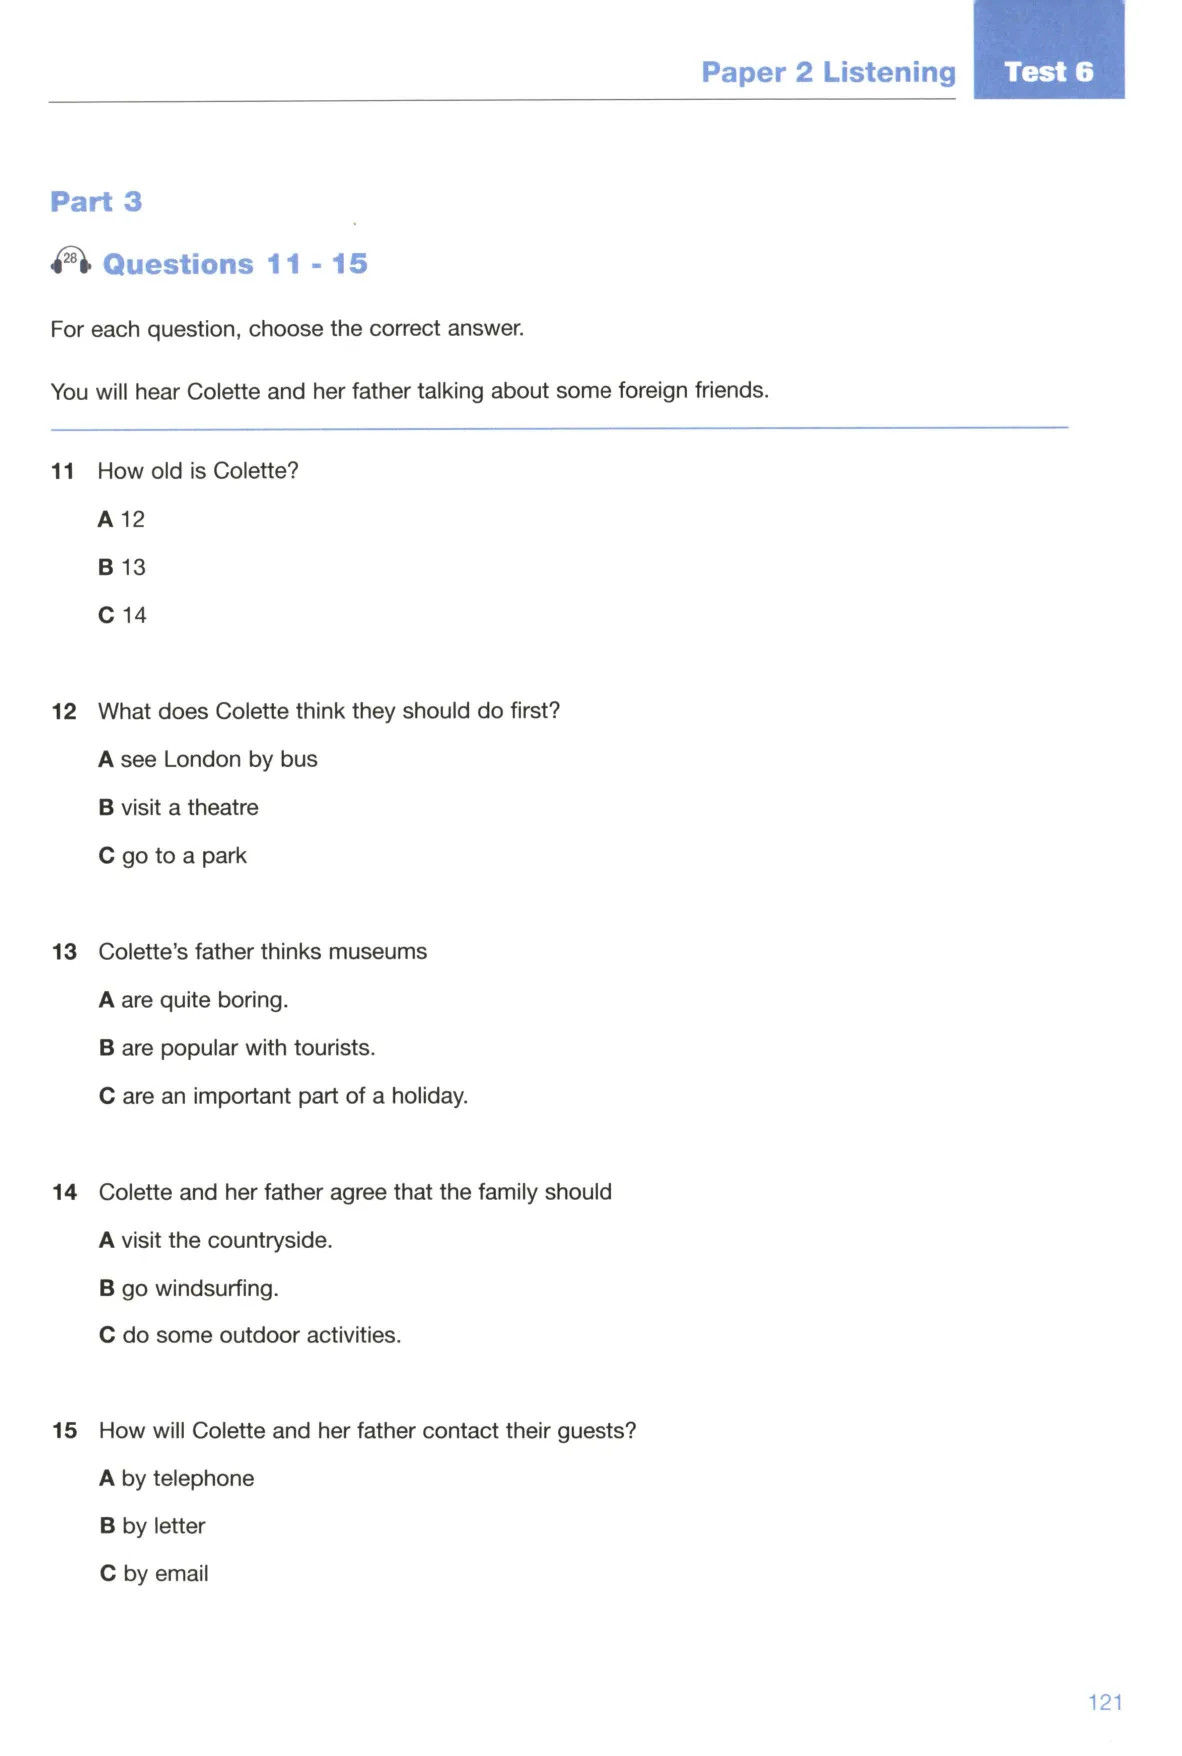 Paper 2 Listening Test 6
Part 3
28 Questions 11 - 15
For each question, choose the correct answer.
You will hear Colette and her father talking about some foreign friends.
11 How old is Colette?
A 12
B 13
C 14
12 What does Colette think they should do first?
A see London by bus
B visit a theatre
C go to a park
13 Colette's father thinks museums
A are quite boring.
B are popular with tourists.
C are an important part of a holiday.
14 Colette and her father agree that the family should
A visit the countryside.
B go windsurfing.
C do some outdoor activities.
15 How will Colette and her father contact their guests?
A by telephone
B by letter
C by email
121